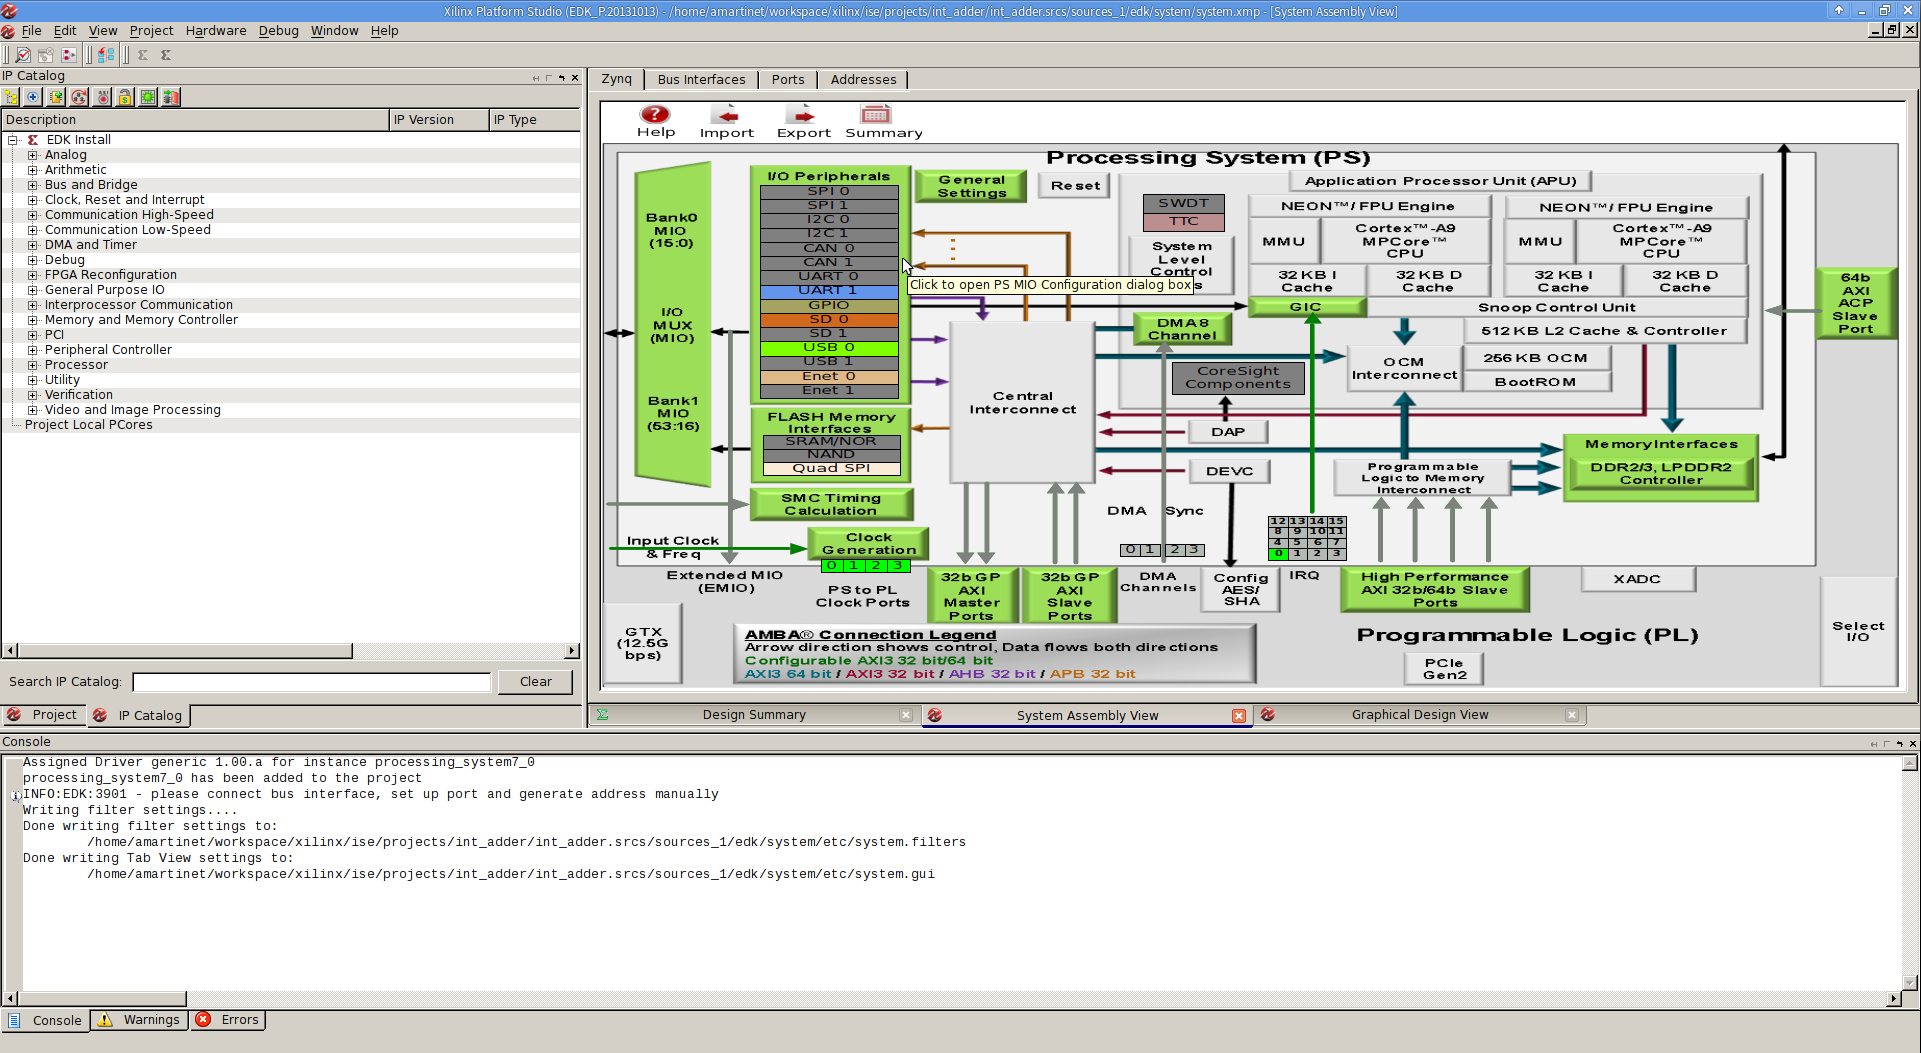 Xilinx Platform Studio (EDK_P.20131013) - /home/amartinet/workspace/xilinx/ise/projects/int_adder/int_adder.srcs/sources_1/edk/system/system.xmp - [System Assembly View]
File Edit View Project Hardware Debug Window Help
IP Catalog
Description IP Version IP Type
EDK Install
Analog
Arithmetic
Bus and Bridge
Clock, Reset and Interrupt
Communication High-Speed
Communication Low-Speed
DMA and Timer
Debug
FPGA Reconfiguration
General Purpose IO
Interprocessor Communication
Memory and Memory Controller
PCI
Peripheral Controller
Processor
Utility
Verification
Video and Image Processing
Project Local PCores
Search IP Catalog:
Clear
Project
IP Catalog
Zynq
Bus Interfaces
Ports
Addresses
Help
Import
Export
Summary
Processing System (PS)
Bank0
MIO
(15:0)
I/O
MUX
(MIO)
Bank1
MIO
(53:16)
I/O Peripherals
SPI 0
SPI 1
I2C 0
I2C 1
CAN 0
CAN 1
UART 0
UART 1
GPIO
SD 0
SD 1
USB 0
USB 1
Enet 0
Enet 1
FLASH Memory
Interfaces
SRAM/NOR
NAND
Quad SPI
SMC Timing
Calculation
Input Clock
& Freq
Clock
Generation
0 1 2 3
Extended MIO
(EMIO)
PS to PL
Clock Ports
General
Settings
Reset
Click to open PS MIO Configuration dialog box
SWDT
TTC
System
Level
Control
s
Application Processor Unit (APU)
NEON™/ FPU Engine
MMU
Cortex™-A9
MPCore™
CPU
32 KB I
Cache
32 KB D
Cache
NEON™/ FPU Engine
MMU
Cortex™-A9
MPCore™
CPU
32 KB I
Cache
32 KB D
Cache
GIC
Snoop Control Unit
DMA8
Channel
512 KB L2 Cache & Controller
OCM
Interconnect
256 KB OCM
BootROM
CoreSight
Components
Central
Interconnect
DAP
DEVC
Programmable
Logic to Memory
Interconnect
Memory Interfaces
DDR2/3, LPDDR2
Controller
64b
AXI
ACP
Slave
Port
DMA Sync
0 1 2 3
12 13 14 15
8 9 10 11
4 5 6 7
0 1 2 3
32b GP
AXI
Master
Ports
32b GP
AXI
Slave
Ports
DMA
Channels
Config
AES/
SHA
IRQ
High Performance
AXI 32b/64b Slave
Ports
XADC
GTX
(12.5G
bps)
AMBA® Connection Legend
Arrow direction shows control, Data flows both directions
Configurable AXI3 32 bit/64 bit
AXI3 64 bit / AXI3 32 bit / AHB 32 bit / APB 32 bit
Programmable Logic (PL)
PCIe
Gen2
Select
I/O
Design Summary
System Assembly View
Graphical Design View
Console
Assigned Driver generic 1.00.a for instance processing_system7_0
processing_system7_0 has been added to the project
INFO:EDK:3901 - please connect bus interface, set up port and generate address manually
Writing filter settings....
Done writing filter settings to:
/home/amartinet/workspace/xilinx/ise/projects/int_adder/int_adder.srcs/sources_1/edk/system/etc/system.filters
Done writing Tab View settings to:
/home/amartinet/workspace/xilinx/ise/projects/int_adder/int_adder.srcs/sources_1/edk/system/etc/system.gui
Console
Warnings
Errors